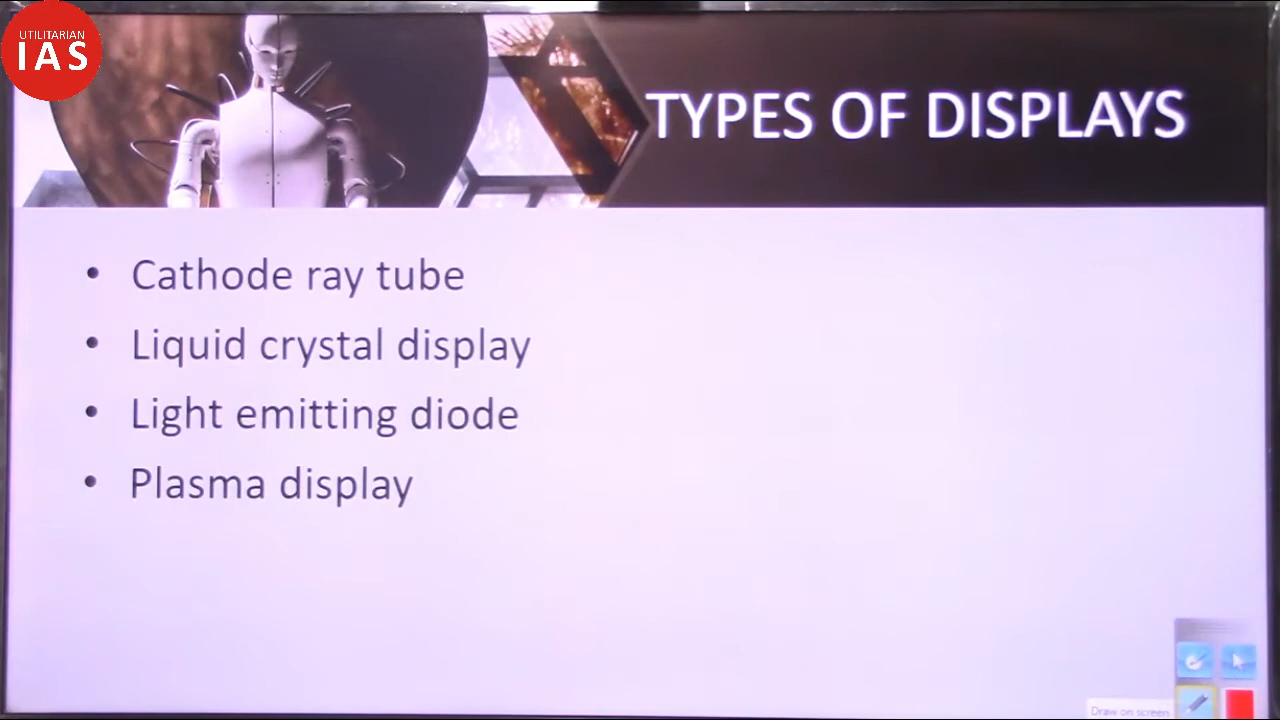 UTILITARIAN
IAS
TYPES OF DISPLAYS
• Cathode ray tube
• Liquid crystal display
• Light emitting diode
• Plasma display
Draw on screen